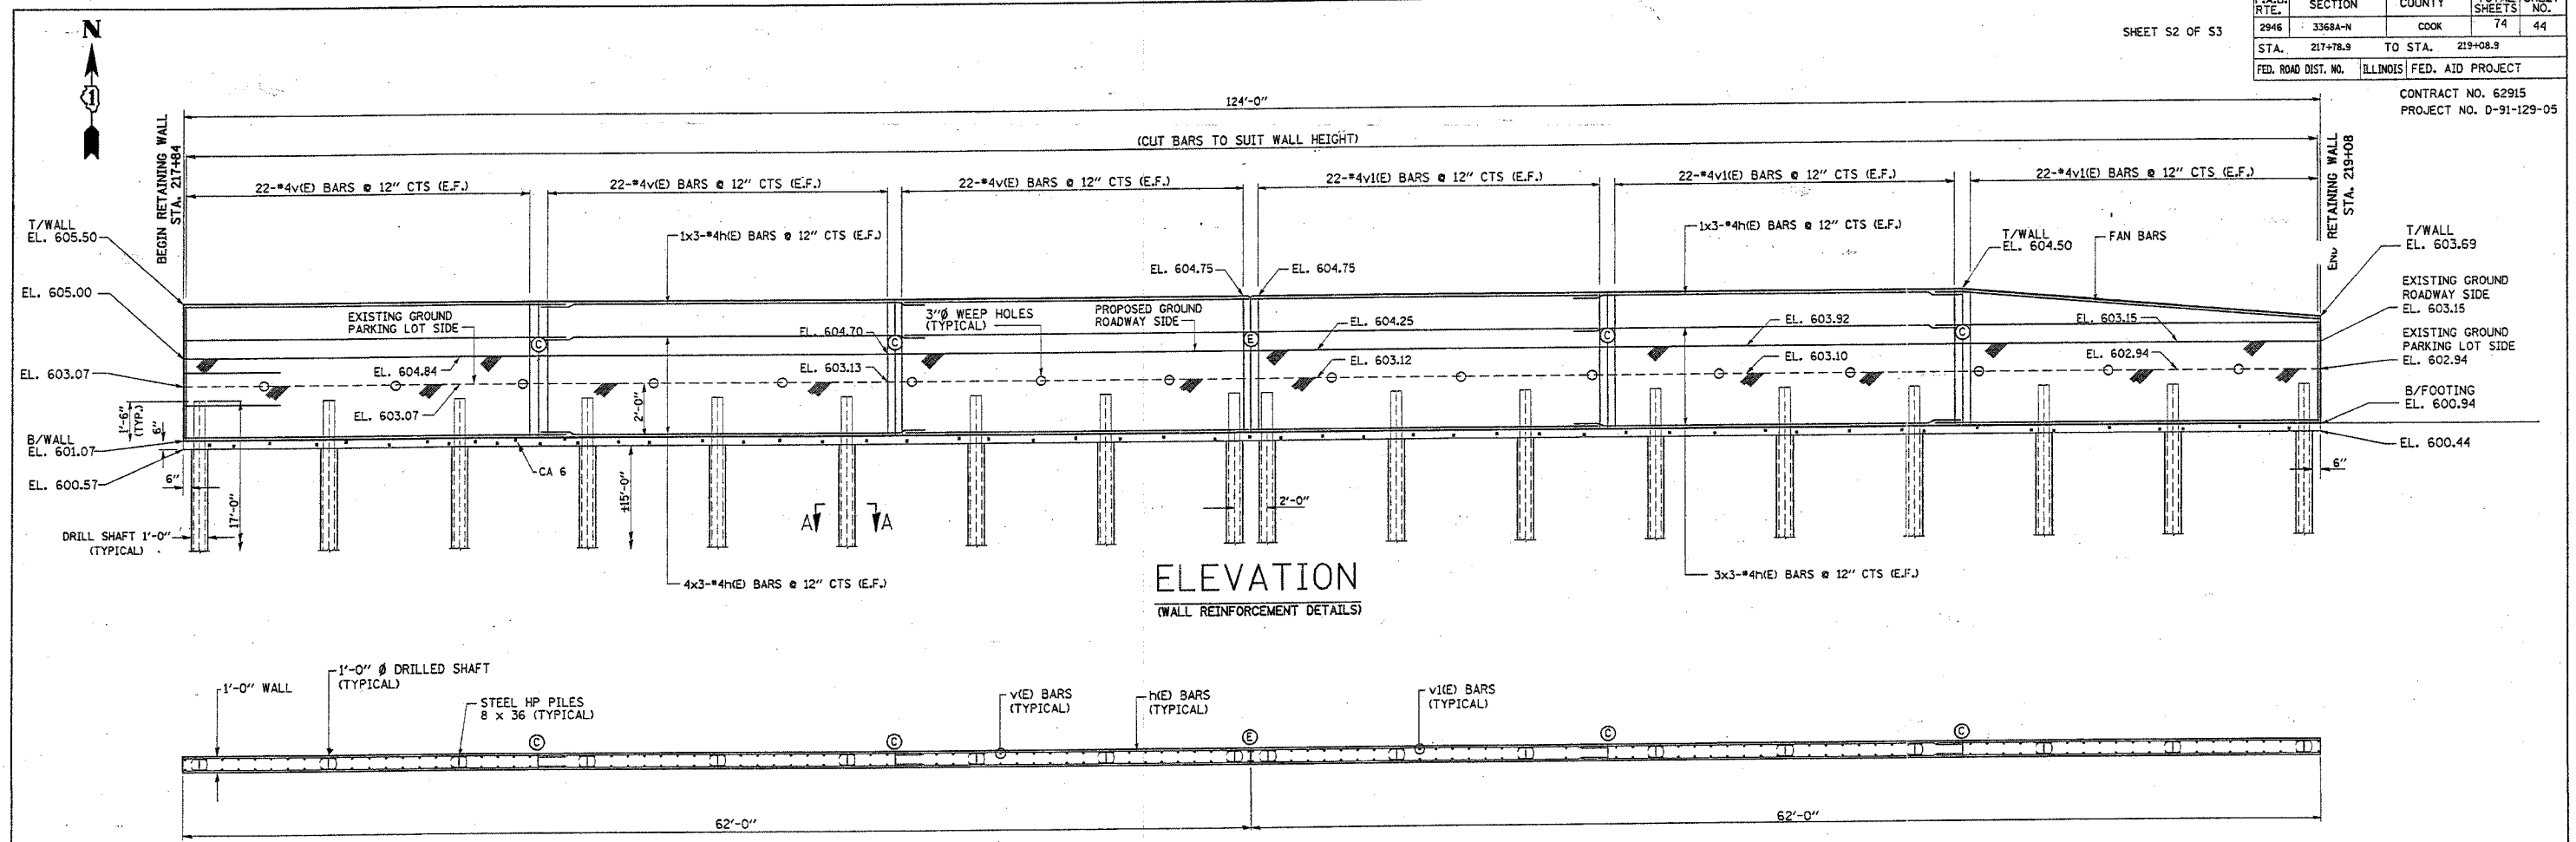 N
SHEET S2 OF S3
RTE.
SECTION
COUNTY
SHEETS
NO.
2946
3368A-N
COOK
74
44
STA. 217+78.9 TO STA. 219+08.9
FED. ROAD DIST. NO.
ILLINOIS
FED. AID PROJECT
CONTRACT NO. 62915
PROJECT NO. D-91-129-05
124'-0"
(CUT BARS TO SUIT WALL HEIGHT)
BEGIN RETAINING WALL
STA. 217+84
RETAINING WALL
STA. 219+08
22-#4v(E) BARS @ 12" CTS (E.F.)
22-#4v(E) BARS @ 12" CTS (E.F.)
22-#4v(E) BARS @ 12" CTS (E.F.)
22-#4v1(E) BARS @ 12" CTS (E.F.)
22-#4v1(E) BARS @ 12" CTS (E.F.)
22-#4v1(E) BARS @ 12" CTS (E.F.)
T/WALL
EL. 605.50
1x3-#4h(E) BARS @ 12" CTS (E.F.)
1x3-#4h(E) BARS @ 12" CTS (E.F.)
T/WALL
EL. 604.50
FAN BARS
T/WALL
EL. 603.69
EL. 604.75
EL. 604.75
EL. 605.00
EXISTING GROUND
PARKING LOT SIDE
EL. 604.70
3"Ø WEEP HOLES
(TYPICAL)
PROPOSED GROUND
ROADWAY SIDE
EL. 604.25
EL. 603.92
EL. 603.15
EXISTING GROUND
ROADWAY SIDE
EL. 603.15
C
C
E
C
C
EXISTING GROUND
PARKING LOT SIDE
EL. 602.94
EL. 603.07
EL. 604.84
EL. 603.13
EL. 603.12
EL. 603.10
EL. 602.94
EL. 603.07
1'-6"
(TYP.)
6"
2'-0"
B/FOOTING
EL. 600.94
B/WALL
EL. 601.07
EL. 600.44
EL. 600.57
6"
CA 6
6"
17'-0"
±15'-0"
A A
2'-0"
DRILL SHAFT 1'-0"
(TYPICAL)
4x3-#4h(E) BARS @ 12" CTS (E.F.)
3x3-#4h(E) BARS @ 12" CTS (E.F.)
ELEVATION
(WALL REINFORCEMENT DETAILS)
1'-0" WALL
1'-0" Ø DRILLED SHAFT
(TYPICAL)
STEEL HP PILES
8 x 36 (TYPICAL)
v(E) BARS
(TYPICAL)
h(E) BARS
(TYPICAL)
v1(E) BARS
(TYPICAL)
C
C
E
C
C
62'-0"
62'-0"